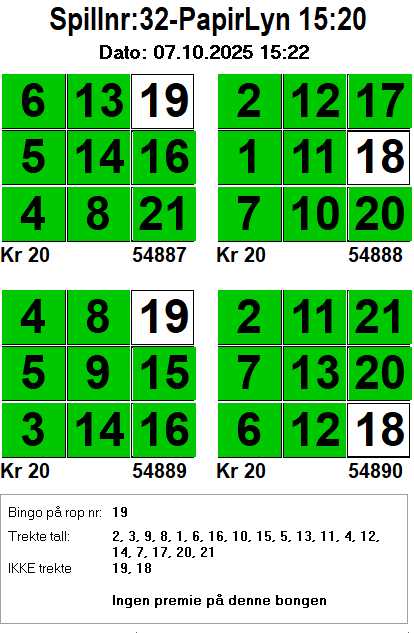 Spillnr:32-PapirLyn 15:20
Dato: 07.10.2025 15:22
6 13 19 2 12 17
5 14 16 1 11 18
4 8 21 7 10 20
Kr 20 54887 Kr 20 54888
4 8 19 2 11 21
5 9 15 7 13 20
3 14 16 6 12 18
Kr 20 54889 Kr 20 54890
Bingo på rop nr: 19
Trekte tall: 2, 3, 9, 8, 1, 6, 16, 10, 15, 5, 13, 11, 4, 12,
14, 7, 17, 20, 21
IKKE trekte 19, 18
Ingen premie på denne bongen